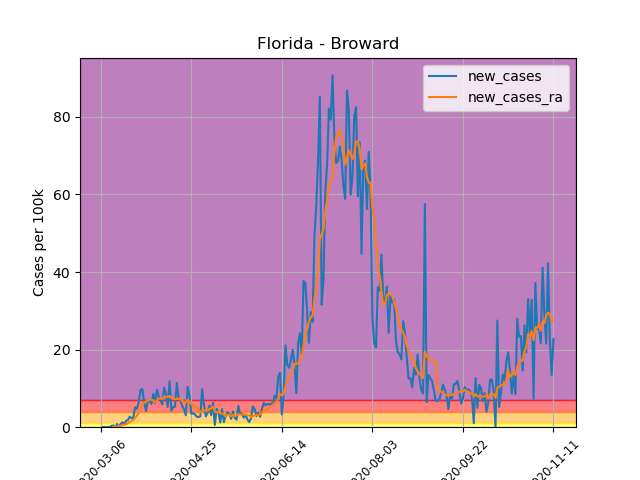 Florida - Broward
new_cases
new_cases_ra
Cases per 100k
80
60
40
20
0
020-03-06
020-04-25
020-06-14
020-08-03
020-09-22
020-11-11